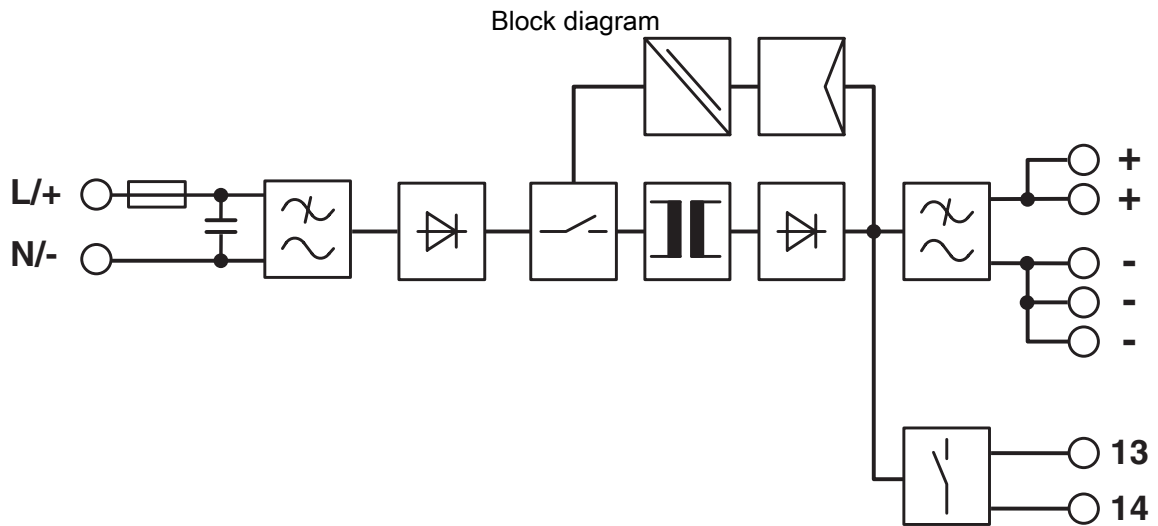 Block diagram
L/+
N/-
+
+
-
-
-
13
14